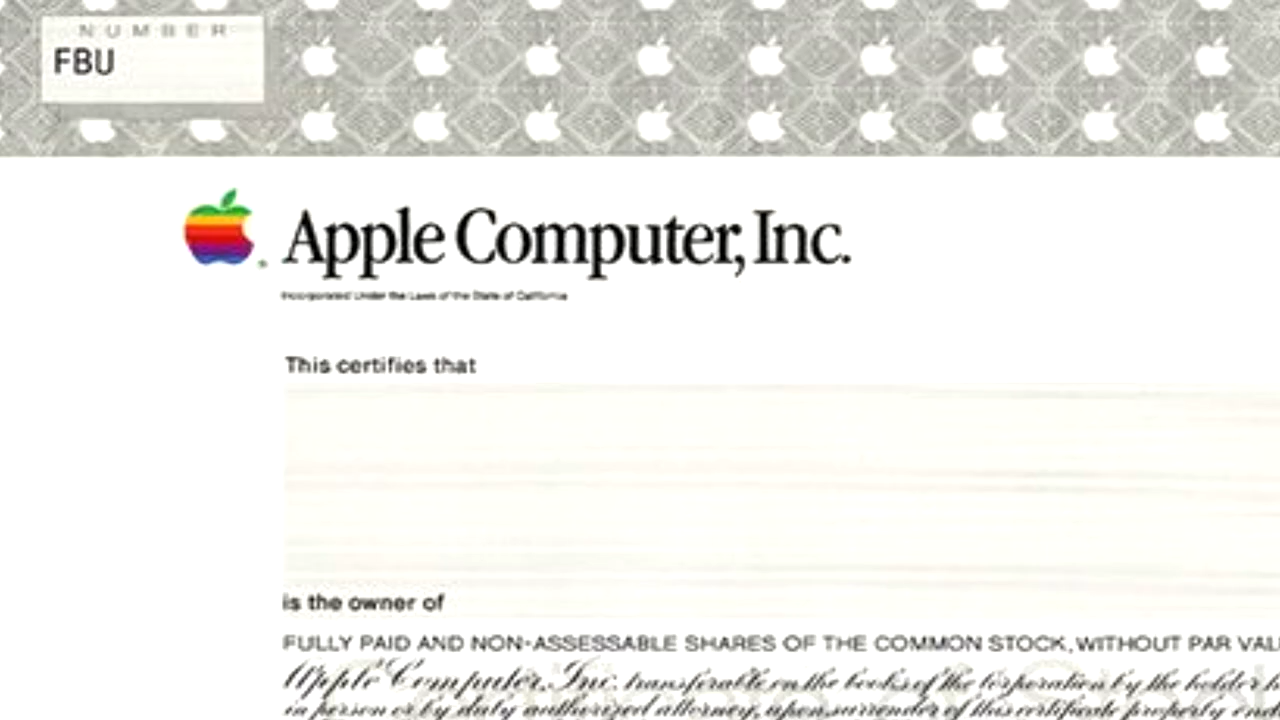 NUMBER
FBU
Apple Computer, Inc.
Incorporated Under the Laws of the State of California
This certifies that
is the owner of
FULLY PAID AND NON-ASSESSABLE SHARES OF THE COMMON STOCK, WITHOUT PAR VAL
Apple Computer, Inc. transferable on the books of the Corporation by the holder h
in person or by duly authorized attorney, upon surrender of this certificate properly end